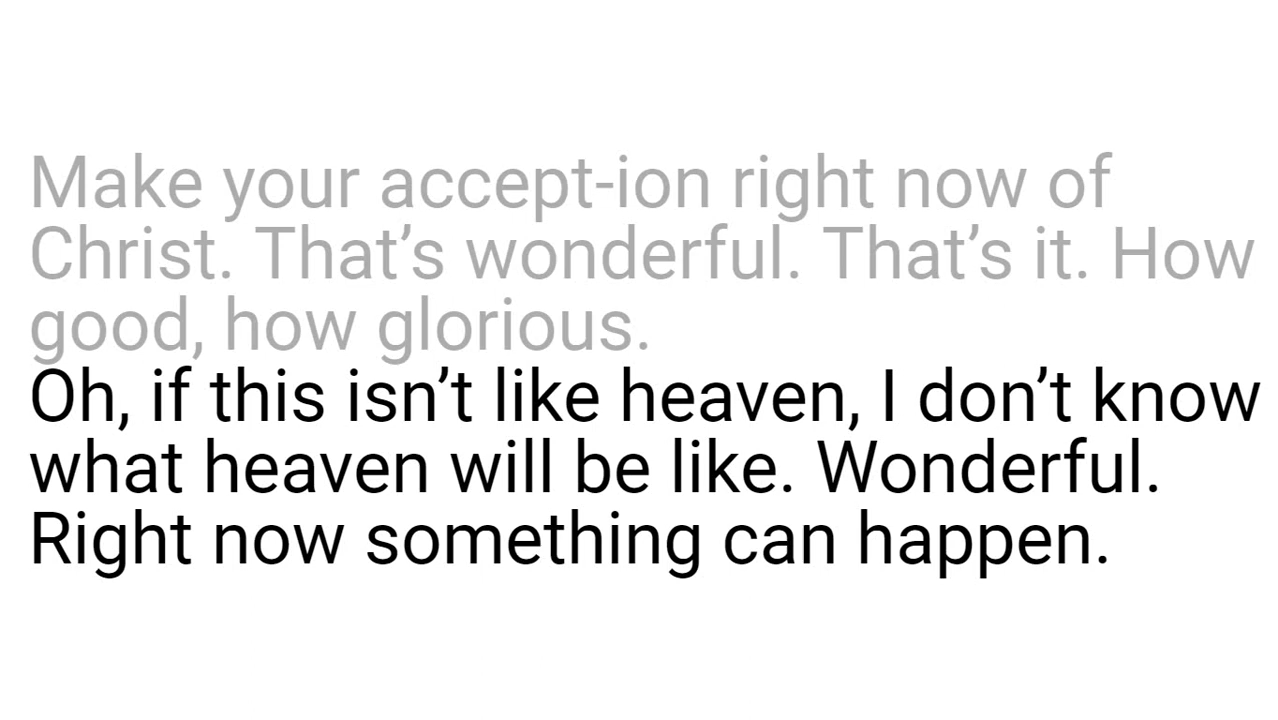 Make your accept-ion right now of
Christ. That’s wonderful. That’s it. How
good, how glorious.
Oh, if this isn’t like heaven, I don’t know
what heaven will be like. Wonderful.
Right now something can happen.